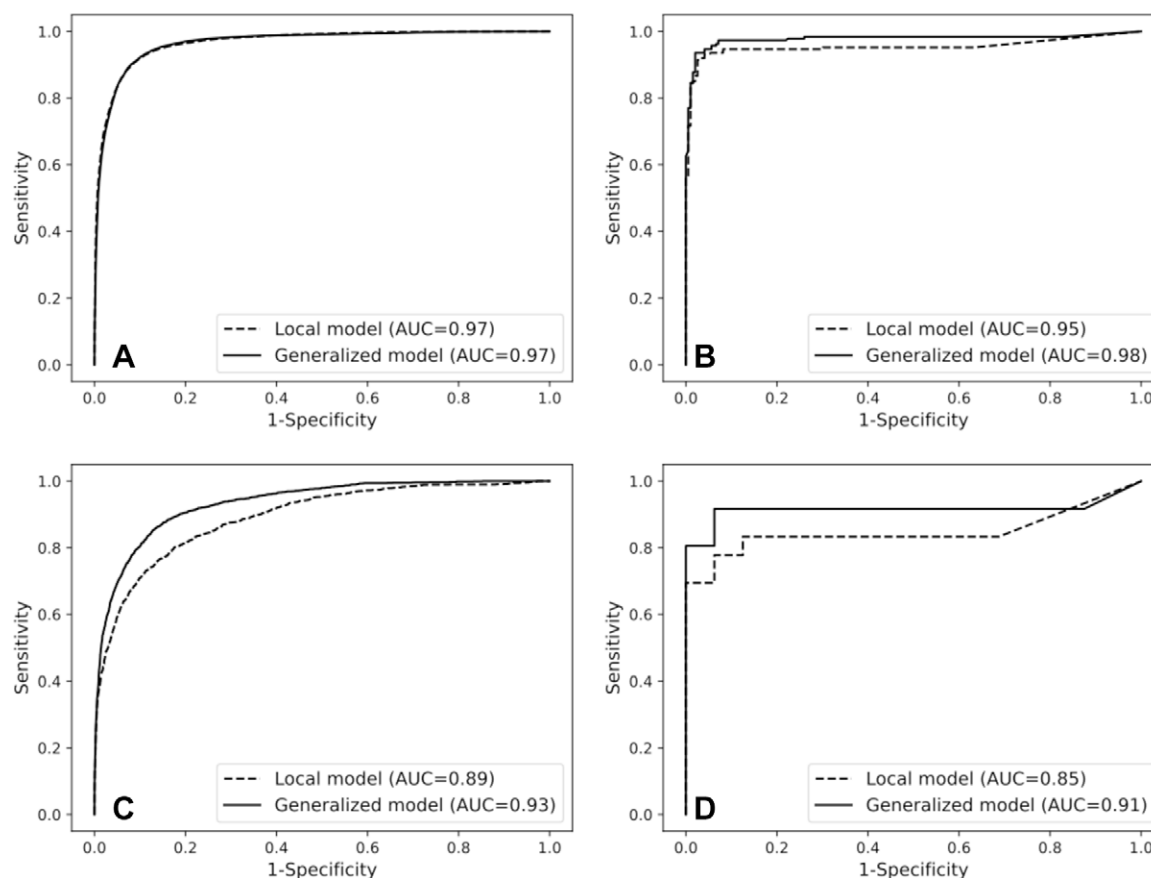 1.0
0.8
0.6
0.4
0.2
0.0
Sensitivity
Local model (AUC=0.97)
Generalized model (AUC=0.97)
A
0.0 0.2 0.4 0.6 0.8 1.0
1-Specificity
1.0
0.8
0.6
0.4
0.2
0.0
Sensitivity
Local model (AUC=0.95)
Generalized model (AUC=0.98)
B
0.0 0.2 0.4 0.6 0.8 1.0
1-Specificity
1.0
0.8
0.6
0.4
0.2
0.0
Sensitivity
Local model (AUC=0.89)
Generalized model (AUC=0.93)
C
0.0 0.2 0.4 0.6 0.8 1.0
1-Specificity
1.0
0.8
0.6
0.4
0.2
0.0
Sensitivity
Local model (AUC=0.85)
Generalized model (AUC=0.91)
D
0.0 0.2 0.4 0.6 0.8 1.0
1-Specificity